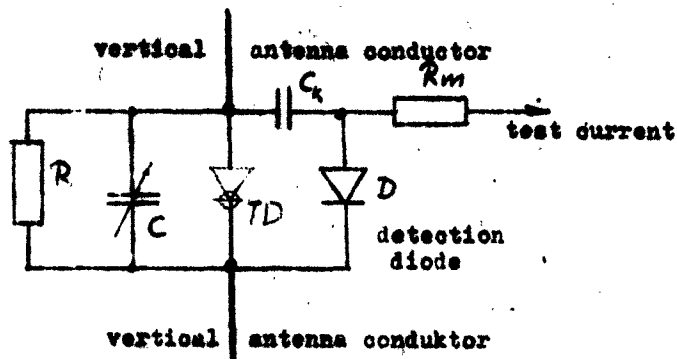 vertical antenna conductor
Ck
Rm
test current
R
C
TD
D
detection
diode
vertical antenna conduktor